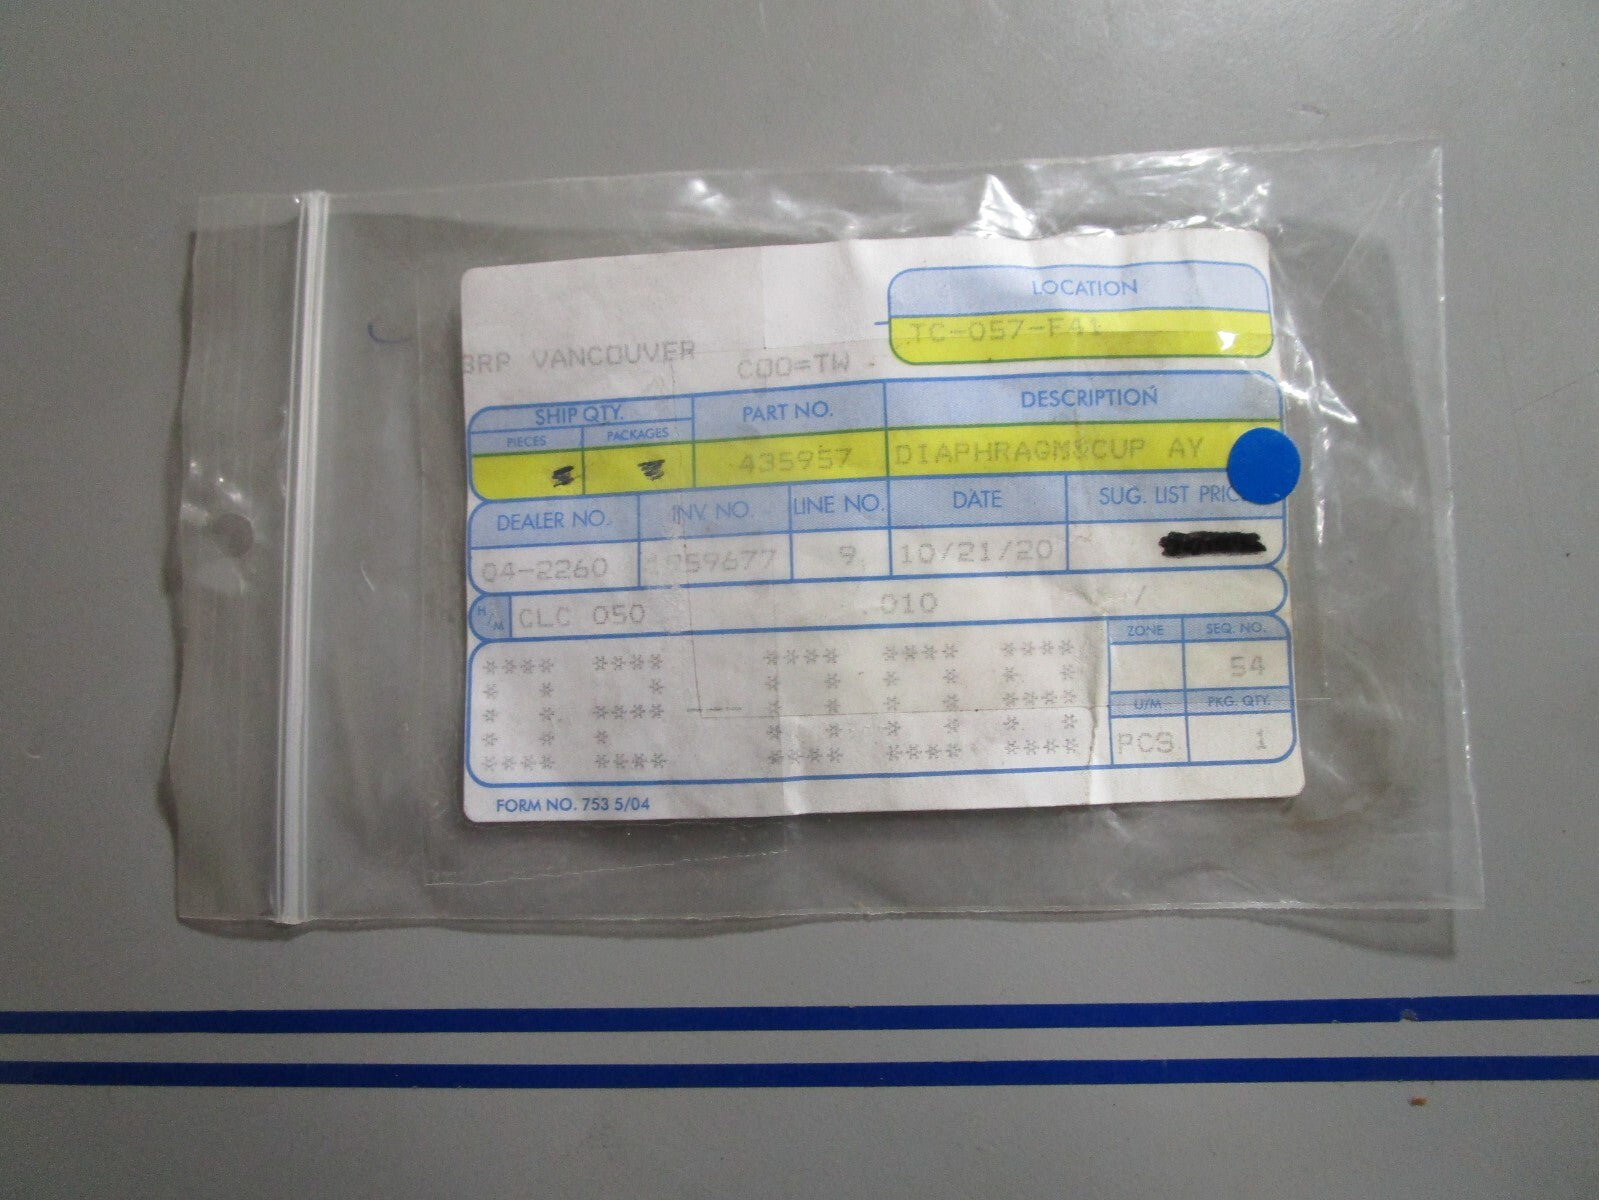 LOCATION
TC-057-F41
BRP VANCOUVER COO=TW
SHIP QTY. PART NO. DESCRIPTION
PIECES PACKAGES
435957 DIAPHRAGM&CUP AY
DEALER NO. INV NO. LINE NO. DATE SUG. LIST
04-2260 959677 9 10/21/20
H/M CLC 050 010 /
ZONE SEQ. NO.
54
U/M PKG. QTY.
PCS 1
FORM NO. 753 5/04